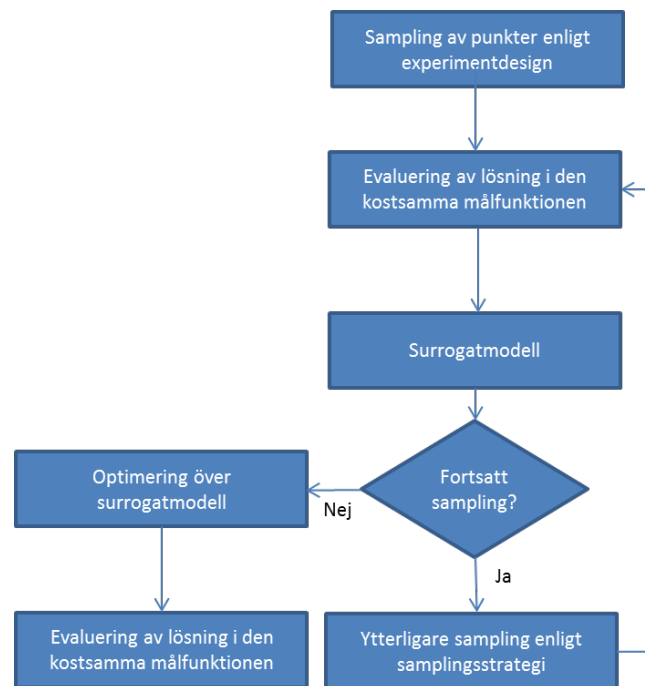 Sampling av punkter enligt
experimentdesign
Evaluering av lösning i den
kostsamma målfunktionen
Surrogatmodell
Fortsatt
sampling?
Nej
Ja
Optimering över
surrogatmodell
Evaluering av lösning i den
kostsamma målfunktionen
Ytterligare sampling enligt
samplingsstrategi